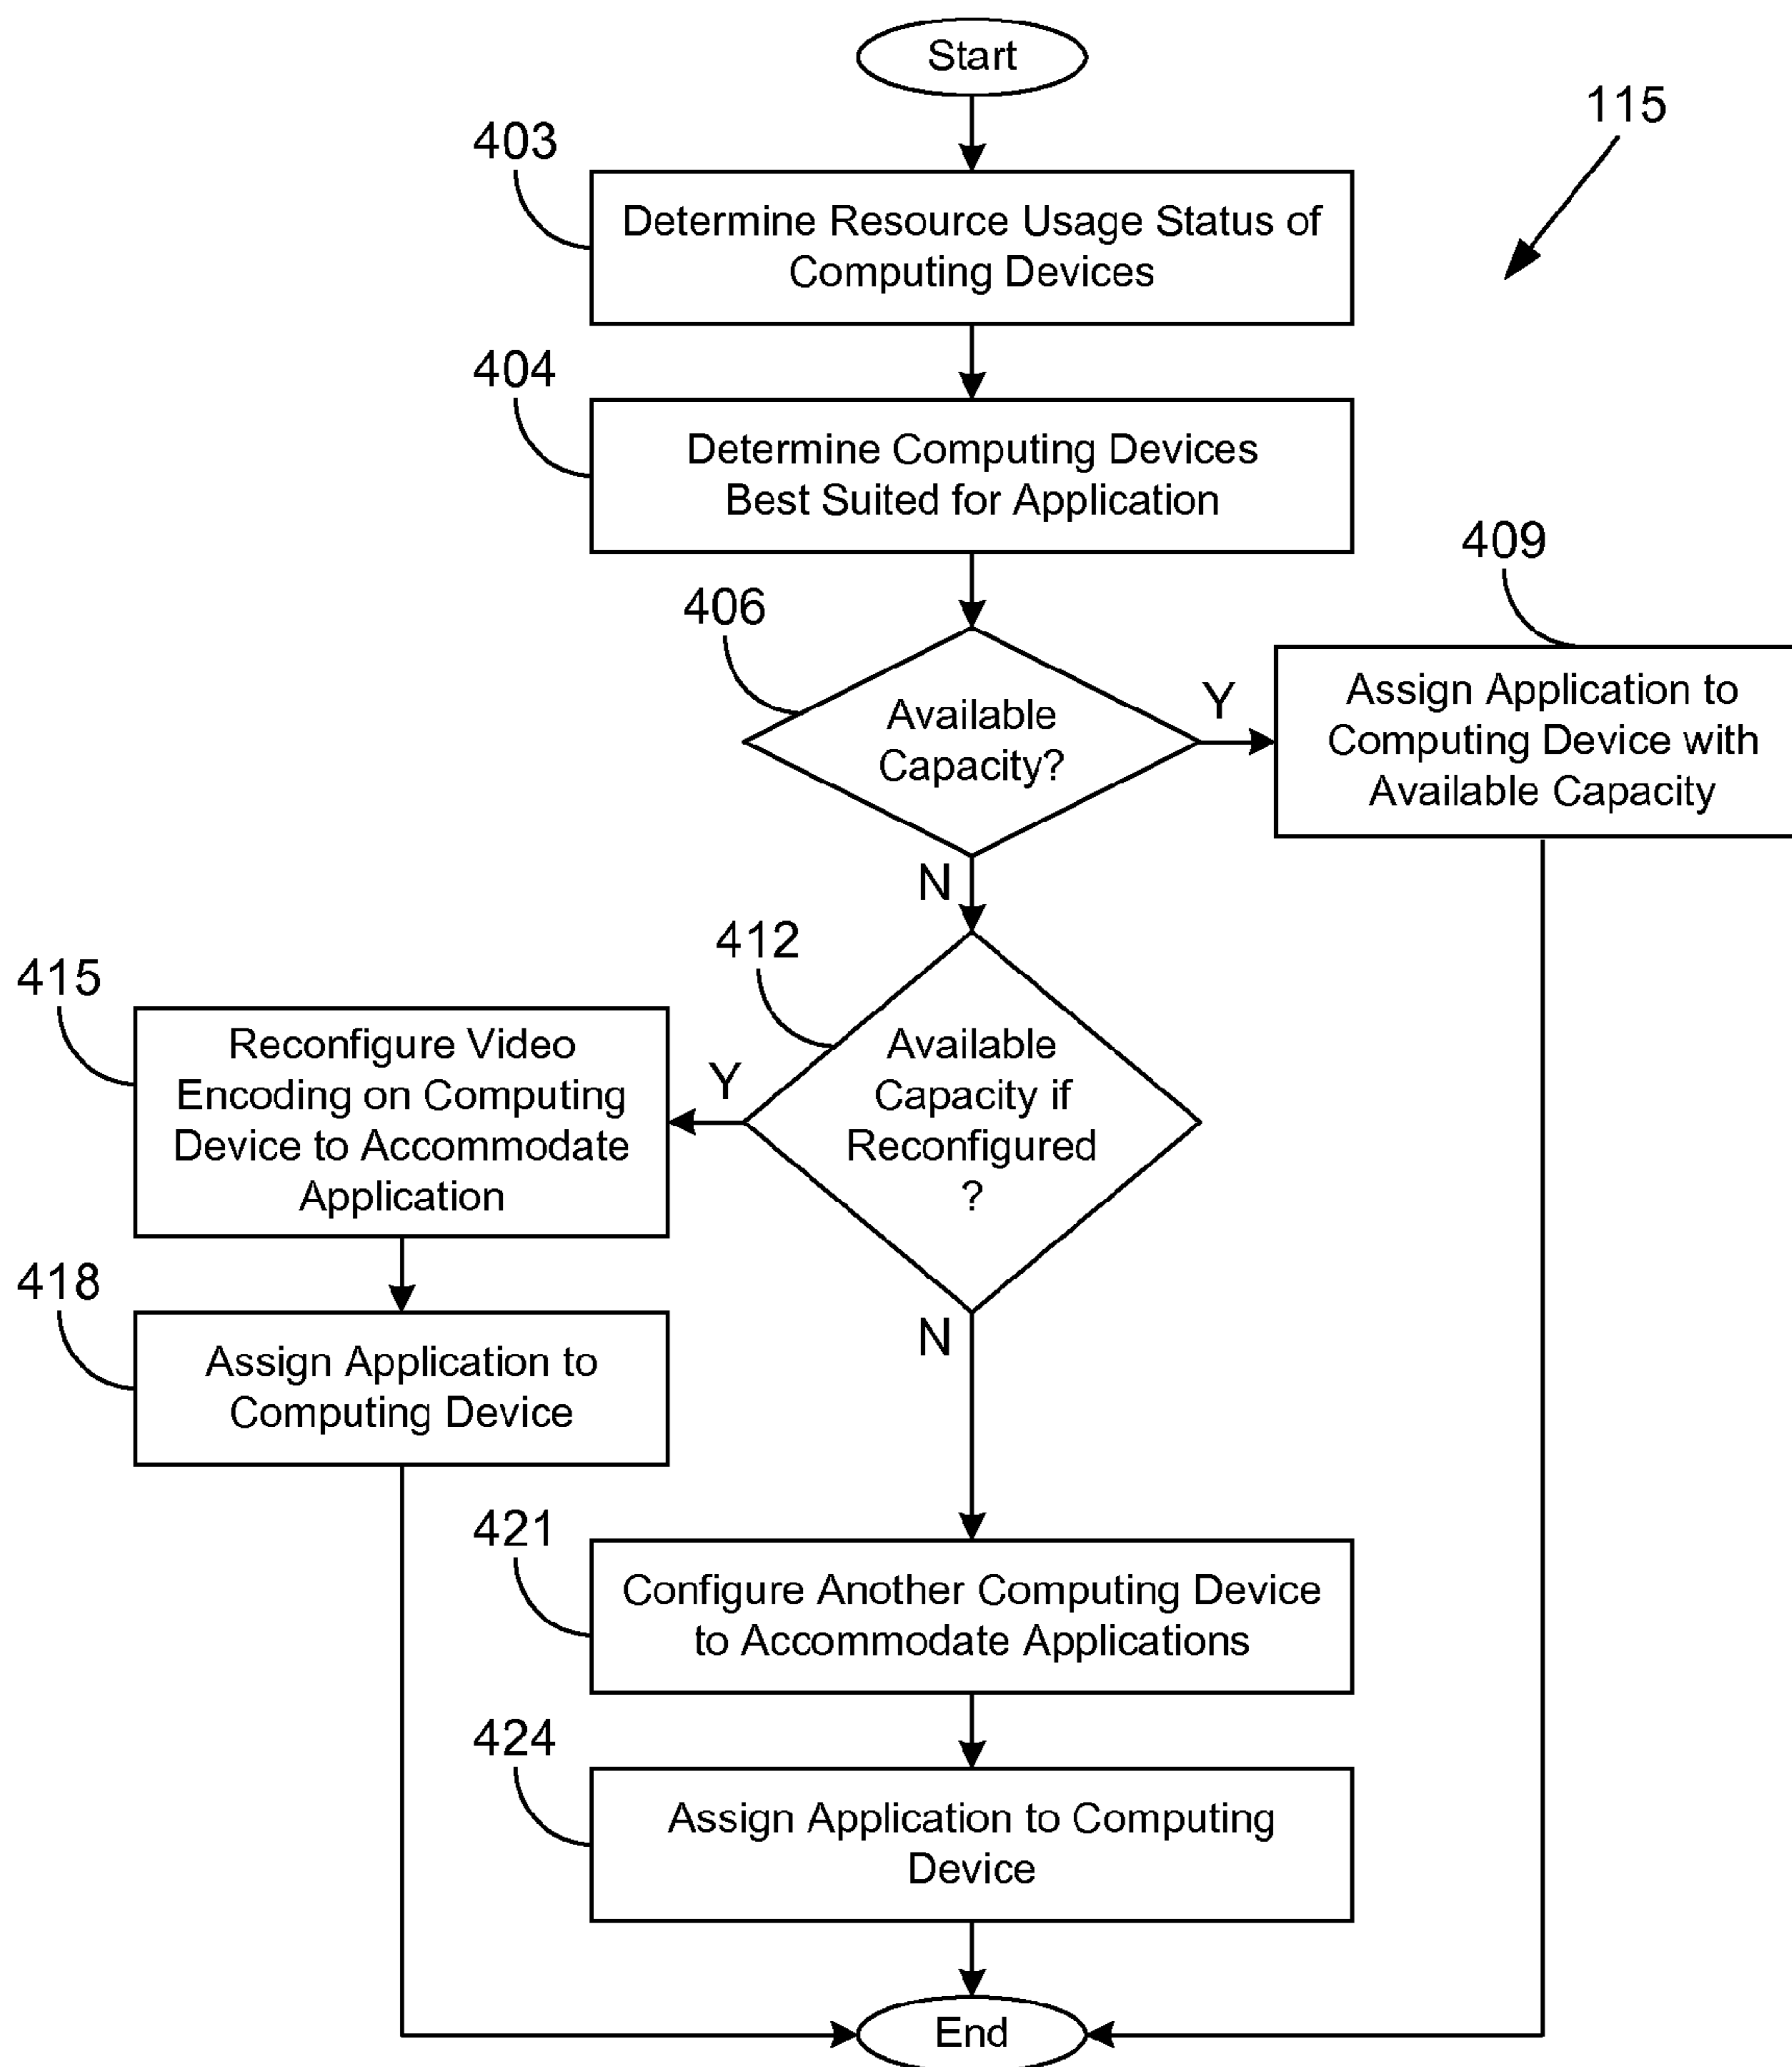 Start
115
403
Determine Resource Usage Status of
Computing Devices
404
Determine Computing Devices
Best Suited for Application
406
Available
Capacity?
Y
409
Assign Application to
Computing Device with
Available Capacity
N
412
Available
Capacity if
Reconfigured
?
Y
415
Reconfigure Video
Encoding on Computing
Device to Accommodate
Application
418
Assign Application to
Computing Device
N
421
Configure Another Computing Device
to Accommodate Applications
424
Assign Application to Computing
Device
End